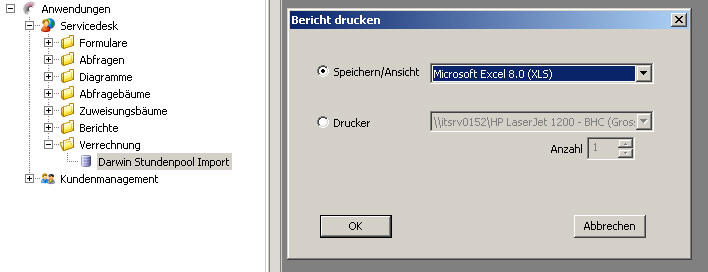 Anwendungen
Servicedesk
Formulare
Abfragen
Diagramme
Abfragebäume
Zuweisungsbäume
Berichte
Verrechnung
Darwin Stundenpool Import
Kundenmanagement
Bericht drucken
Speichern/Ansicht
Microsoft Excel 8.0 (XLS)
Drucker
\\itsrv0152\HP LaserJet 1200 - BHC (Gross
Anzahl
1
OK
Abbrechen